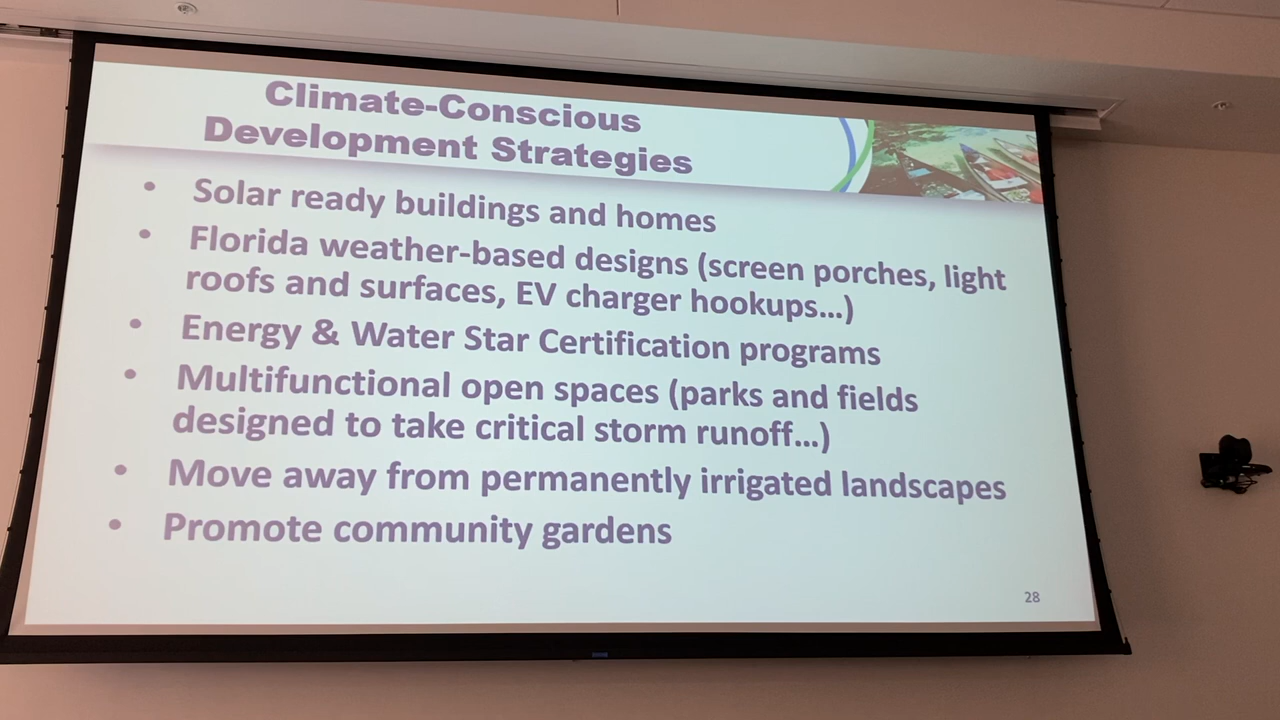 Climate-Conscious
Development Strategies
• Solar ready buildings and homes
• Florida weather-based designs (screen porches, light
roofs and surfaces, EV charger hookups...)
• Energy & Water Star Certification programs
• Multifunctional open spaces (parks and fields
designed to take critical storm runoff...)
• Move away from permanently irrigated landscapes
• Promote community gardens
28